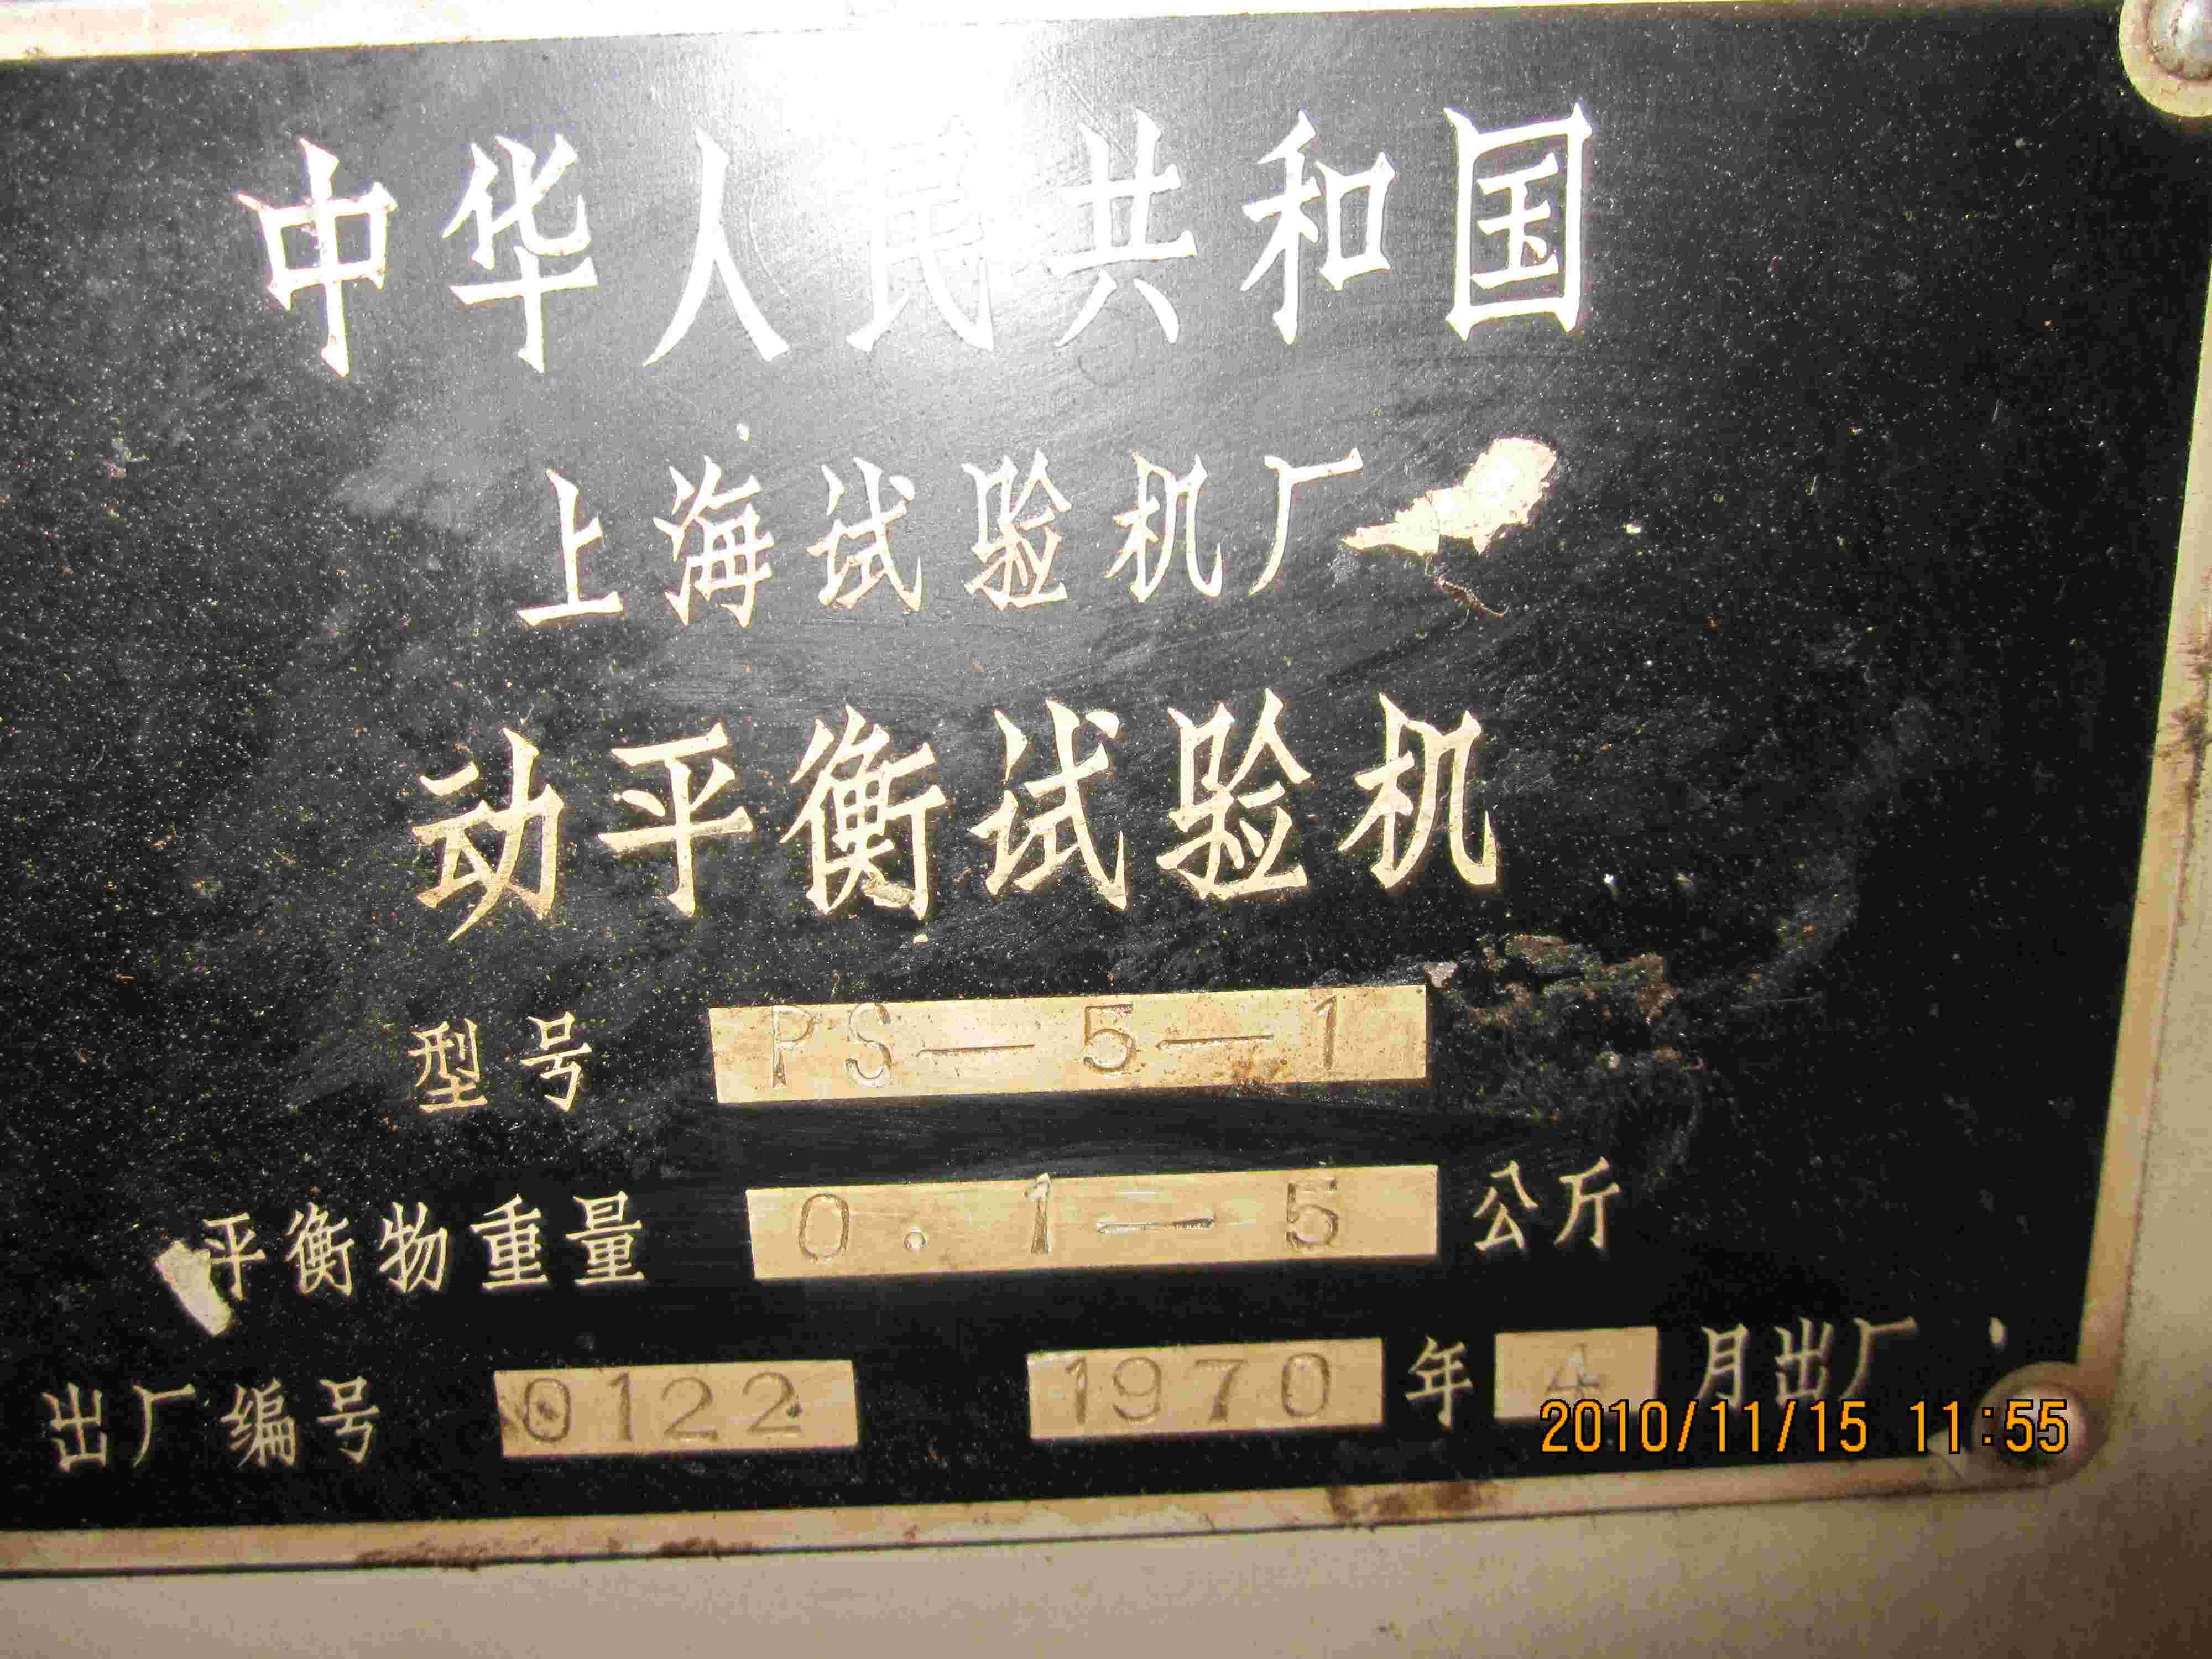 中华人民共和国
上海试验机厂
动平衡试验机
型号 PS—5—1
平衡物重量 0.1—5 公斤
出厂编号 0122 1970 年 4 月出厂
2010/11/15 11:55